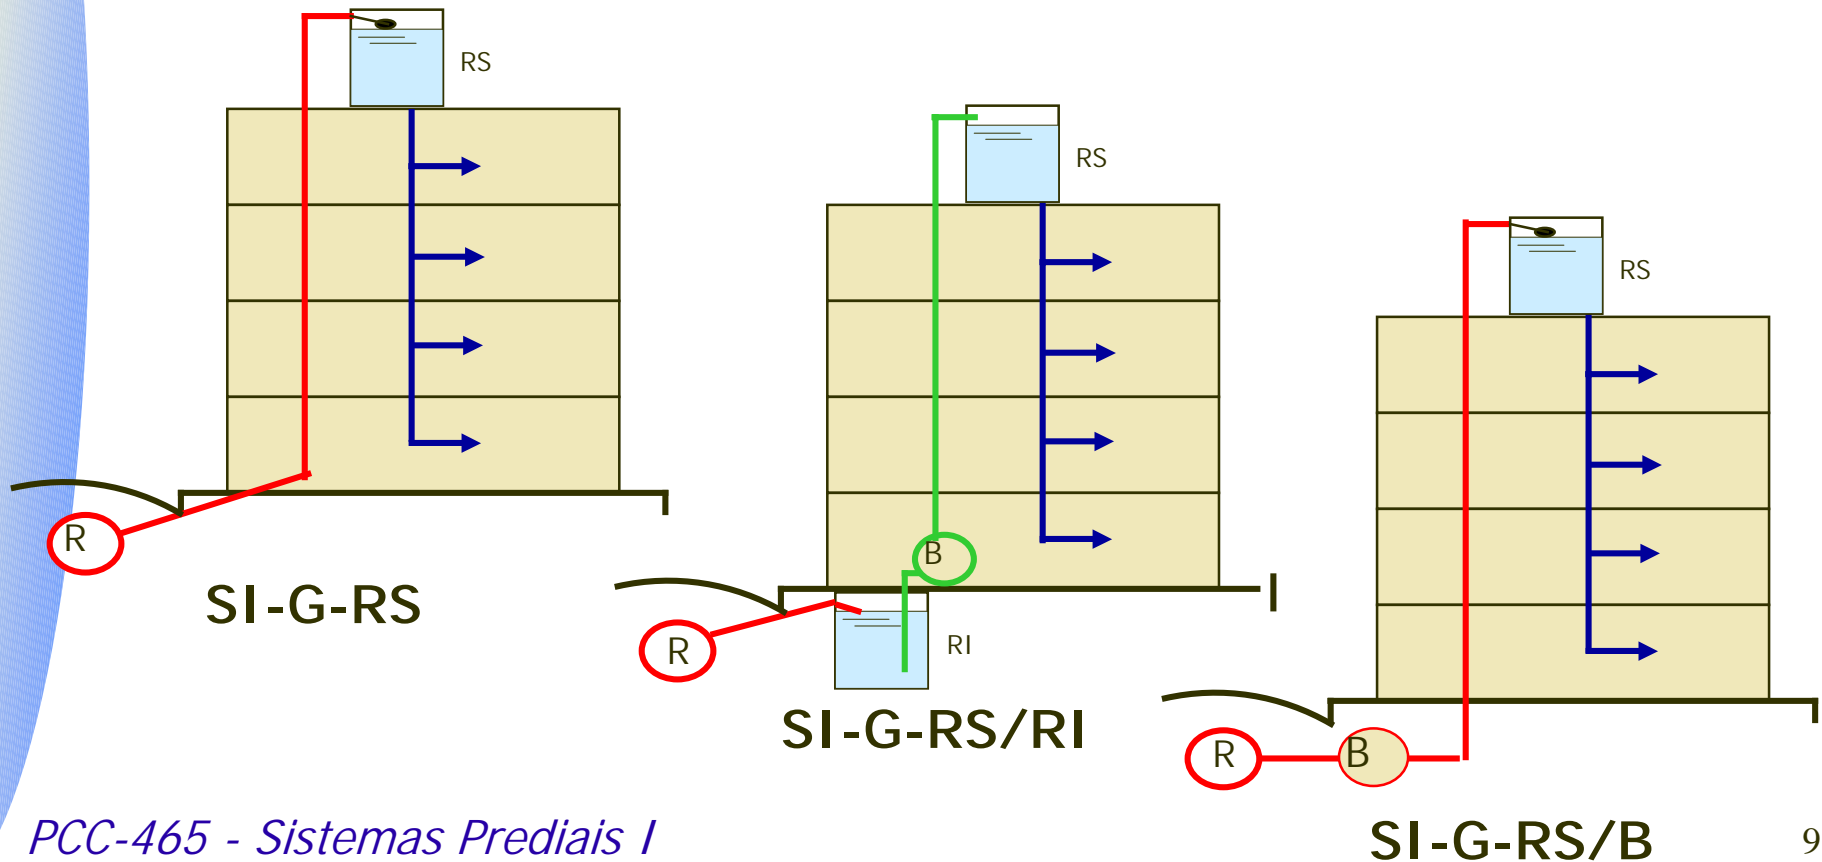 RS
R
SI-G-RS
RS
B
R
RI
SI-G-RS/RI
RS
R
B
SI-G-RS/B
PCC-465 - Sistemas Prediais I
9